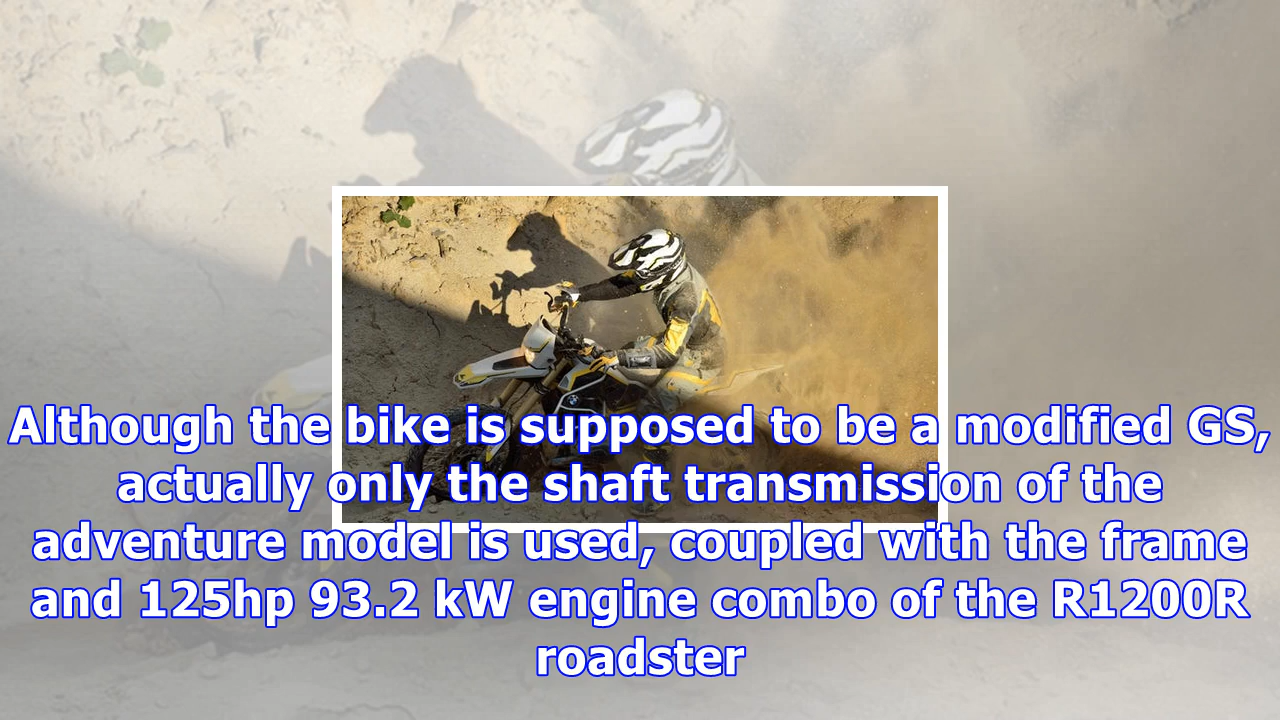 Although the bike is supposed to be a modified GS,
actually only the shaft transmission of the
adventure model is used, coupled with the frame
and 125hp 93.2 kW engine combo of the R1200R
roadster